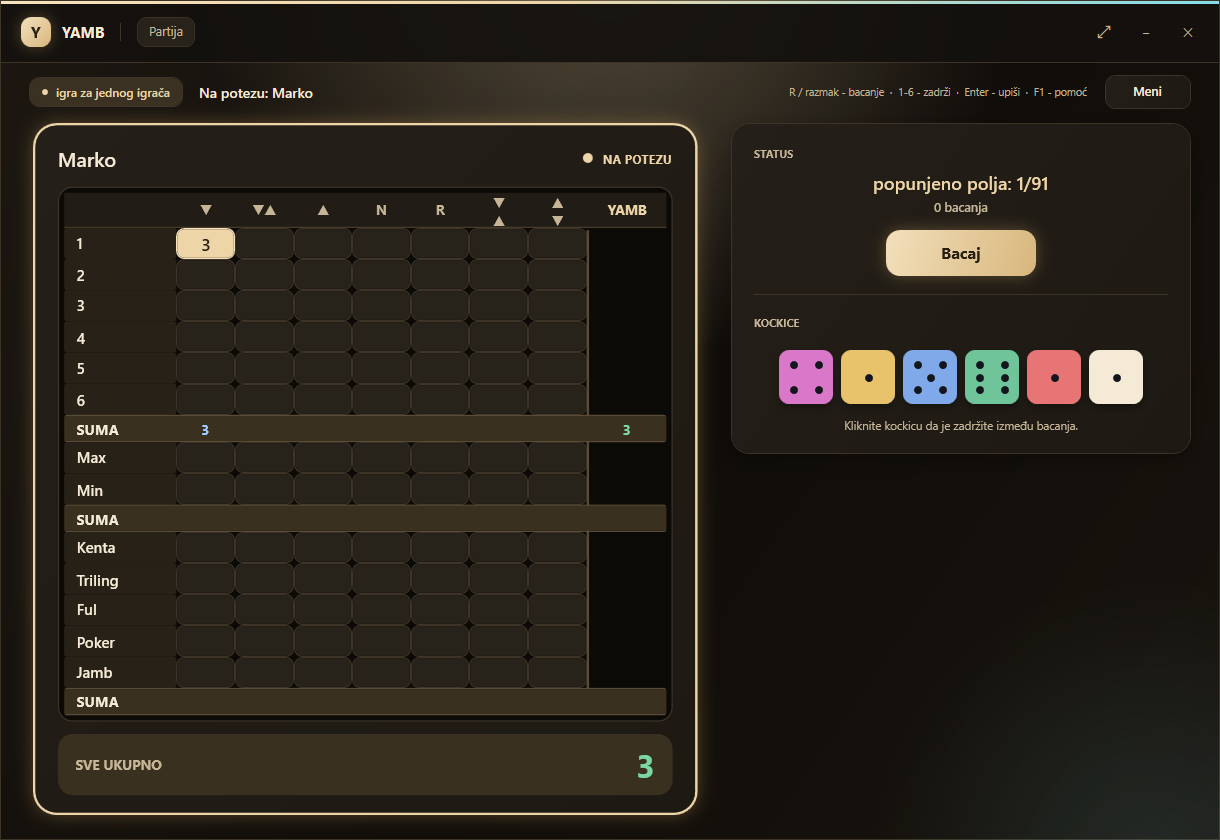 Y YAMB Partija
igra za jednog igrača Na potezu: Marko R / razmak - bacanje · 1-6 - zadrži · Enter - upiši · F1 - pomoć Meni
Marko NA POTEZU
▼ ▼▲ ▲ N R ▼▲ ▲▼ YAMB
1 3
2
3
4
5
6
SUMA 3 3
Max
Min
SUMA
Kenta
Triling
Ful
Poker
Jamb
SUMA
SVE UKUPNO 3
STATUS
popunjeno polja: 1/91
0 bacanja
Bacaj
KOCKICE
Kliknite kockicu da je zadržite između bacanja.